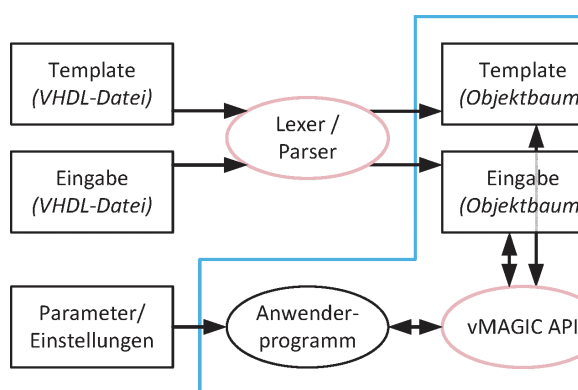 Template
(VHDL-Datei)
Template
(Objektbaum
Lexer /
Parser
Eingabe
(VHDL-Datei)
Eingabe
(Objektbaum
Parameter/
Einstellungen
Anwender-
programm
vMAGIC API